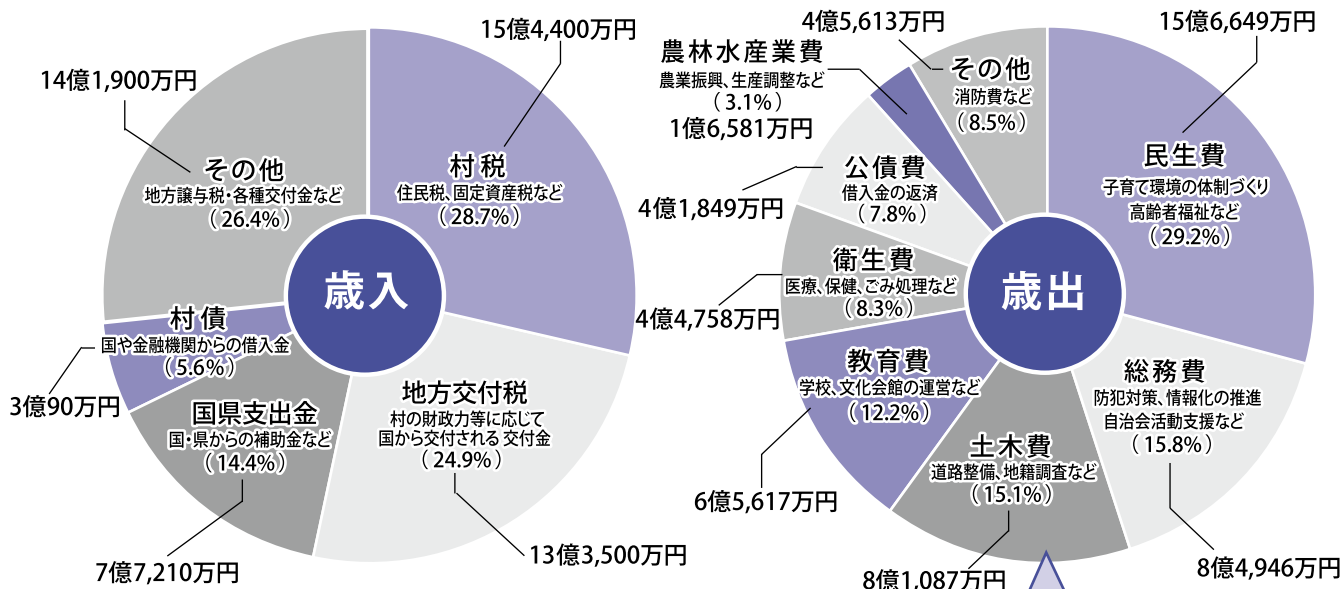 歳入
15億4,400万円
村税
住民税、固定資産税など
(28.7%)
地方交付税
村の財政力等に応じて
国から交付される 交付金
(24.9%)
13億3,500万円
国県支出金
国・県からの補助金など
(14.4%)
7億7,210万円
村債
国や金融機関からの借入金
(5.6%)
3億90万円
14億1,900万円
その他
地方譲与税・各種交付金など
(26.4%)
歳出
15億6,649万円
民生費
子育て環境の体制づくり
高齢者福祉など
(29.2%)
総務費
防犯対策、情報化の推進
自治会活動支援など
(15.8%)
8億4,946万円
土木費
道路整備、地籍調査など
(15.1%)
8億1,087万円
教育費
学校、文化会館の運営など
(12.2%)
6億5,617万円
衛生費
医療、保健、ごみ処理など
(8.3%)
4億4,758万円
公債費
借入金の返済
(7.8%)
4億1,849万円
農林水産業費
農業振興、生産調整など
(3.1%)
1億6,581万円
4億5,613万円
その他
消防費など
(8.5%)